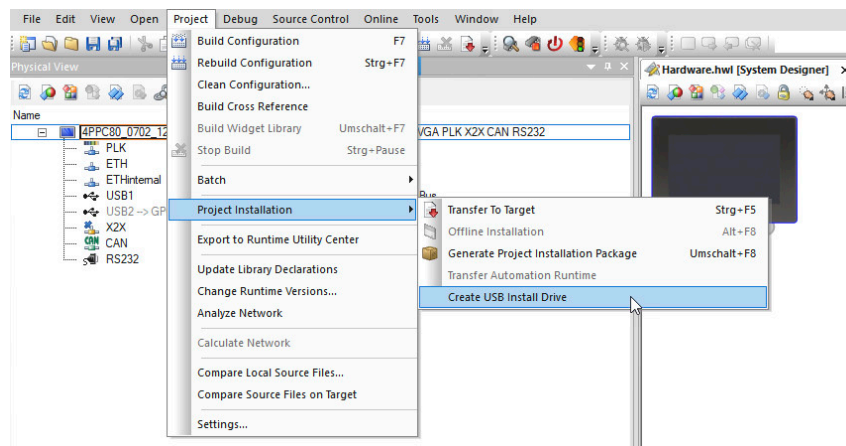 File Edit View Open Project Debug Source Control Online Tools Window Help
Physical View
Hardware.hwl [System Designer] ×
Name
4PPC80_0702_12
VGA PLK X2X CAN RS232
PLK
ETH
ETHinternal
USB1
USB2 --> GP
X2X
CAN
RS232
Build Configuration F7
Rebuild Configuration Strg+F7
Clean Configuration...
Build Cross Reference
Build Widget Library Umschalt+F7
Stop Build Strg+Pause
Batch
Project Installation
Export to Runtime Utility Center
Update Library Declarations
Change Runtime Versions...
Analyze Network
Calculate Network
Compare Local Source Files...
Compare Source Files on Target
Settings...
Transfer To Target Strg+F5
Offline Installation Alt+F8
Generate Project Installation Package Umschalt+F8
Transfer Automation Runtime
Create USB Install Drive